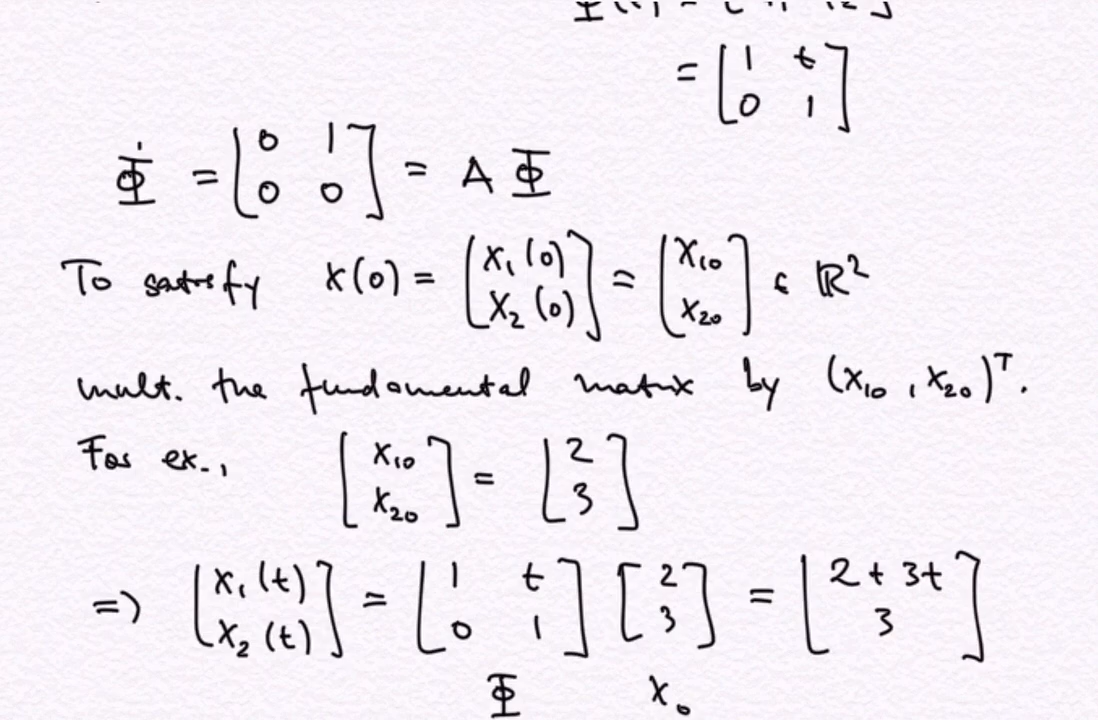 = [1 t; 0 1]
Φ̇ = [0 1; 0 0] = A Φ
To satisfy x(0) = [x₁(0); x₂(0)] = [x₁₀; x₂₀] ∈ ℝ²
mult. the fundamental matrix by (x₁₀, x₂₀)ᵀ.
For ex., [x₁₀; x₂₀] = [2; 3]
=> [x₁(t); x₂(t)] = [1 t; 0 1] [2; 3] = [2 + 3t; 3]
Φ x₀